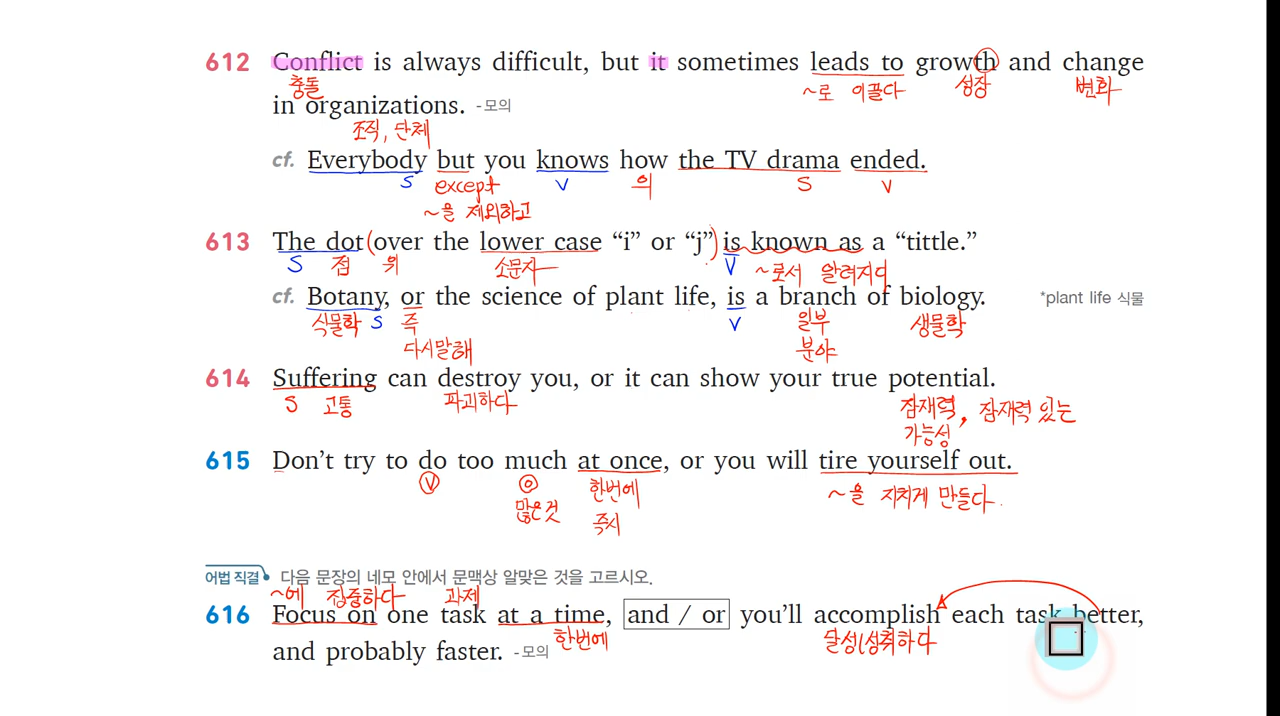 612 Conflict is always difficult, but it sometimes leads to growth and change
충돌 ~로 이끌다 성장 변화
in organizations. - 모의
조직, 단체
cf. Everybody but you knows how the TV drama ended.
S except V 의 S V
~을 제외하고
613 The dot (over the lower case “i” or “j”) is known as a “tittle.”
S 점 위 소문자 V ~로서 알려지다
cf. Botany, or the science of plant life, is a branch of biology. *plant life 식물
식물학 S 즉 V 일부 생물학
다시말해 분야
614 Suffering can destroy you, or it can show your true potential.
S 고통 파괴하다 잠재력, 잠재력 있는
가능성
615 Don’t try to do too much at once, or you will tire yourself out.
V O 한번에 ~을 지치게 만들다.
많은것 즉시
어법 직결 다음 문장의 네모 안에서 문맥상 알맞은 것을 고르시오.
~에 집중하다 과제
616 Focus on one task at a time, and / or you’ll accomplish each task better,
한번에 달성(성취하다
and probably faster. - 모의